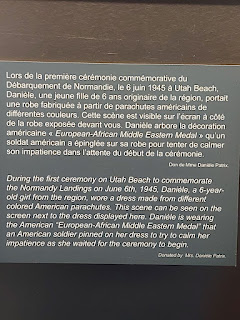 Lors de la première cérémonie commémorative du
Débarquement de Normandie, le 6 juin 1945 à Utah Beach,
Danièle, une jeune fille de 6 ans originaire de la région, portait
une robe fabriquée à partir de parachutes américains de
différentes couleurs. Cette scène est visible sur l'écran à côté
de la robe exposée devant vous. Danièle arbore la décoration
américaine « European-African Middle Eastern Medal » qu'un
soldat américain a épinglée sur sa robe pour tenter de calmer
son impatience dans l'attente du début de la cérémonie.
Don de Mme Danièle Patrix.
During the first ceremony on Utah Beach to commemorate
the Normandy Landings on June 6th, 1945, Danièle, a 6-year-
old girl from the region, wore a dress made from different
colored American parachutes. This scene can be seen on the
screen next to the dress displayed here. Danièle is wearing
the American "European-African Middle Eastern Medal" that
an American soldier pinned on her dress to try to calm her
impatience as she waited for the ceremony to begin.
Donated by Mrs. Danièle Patrix.